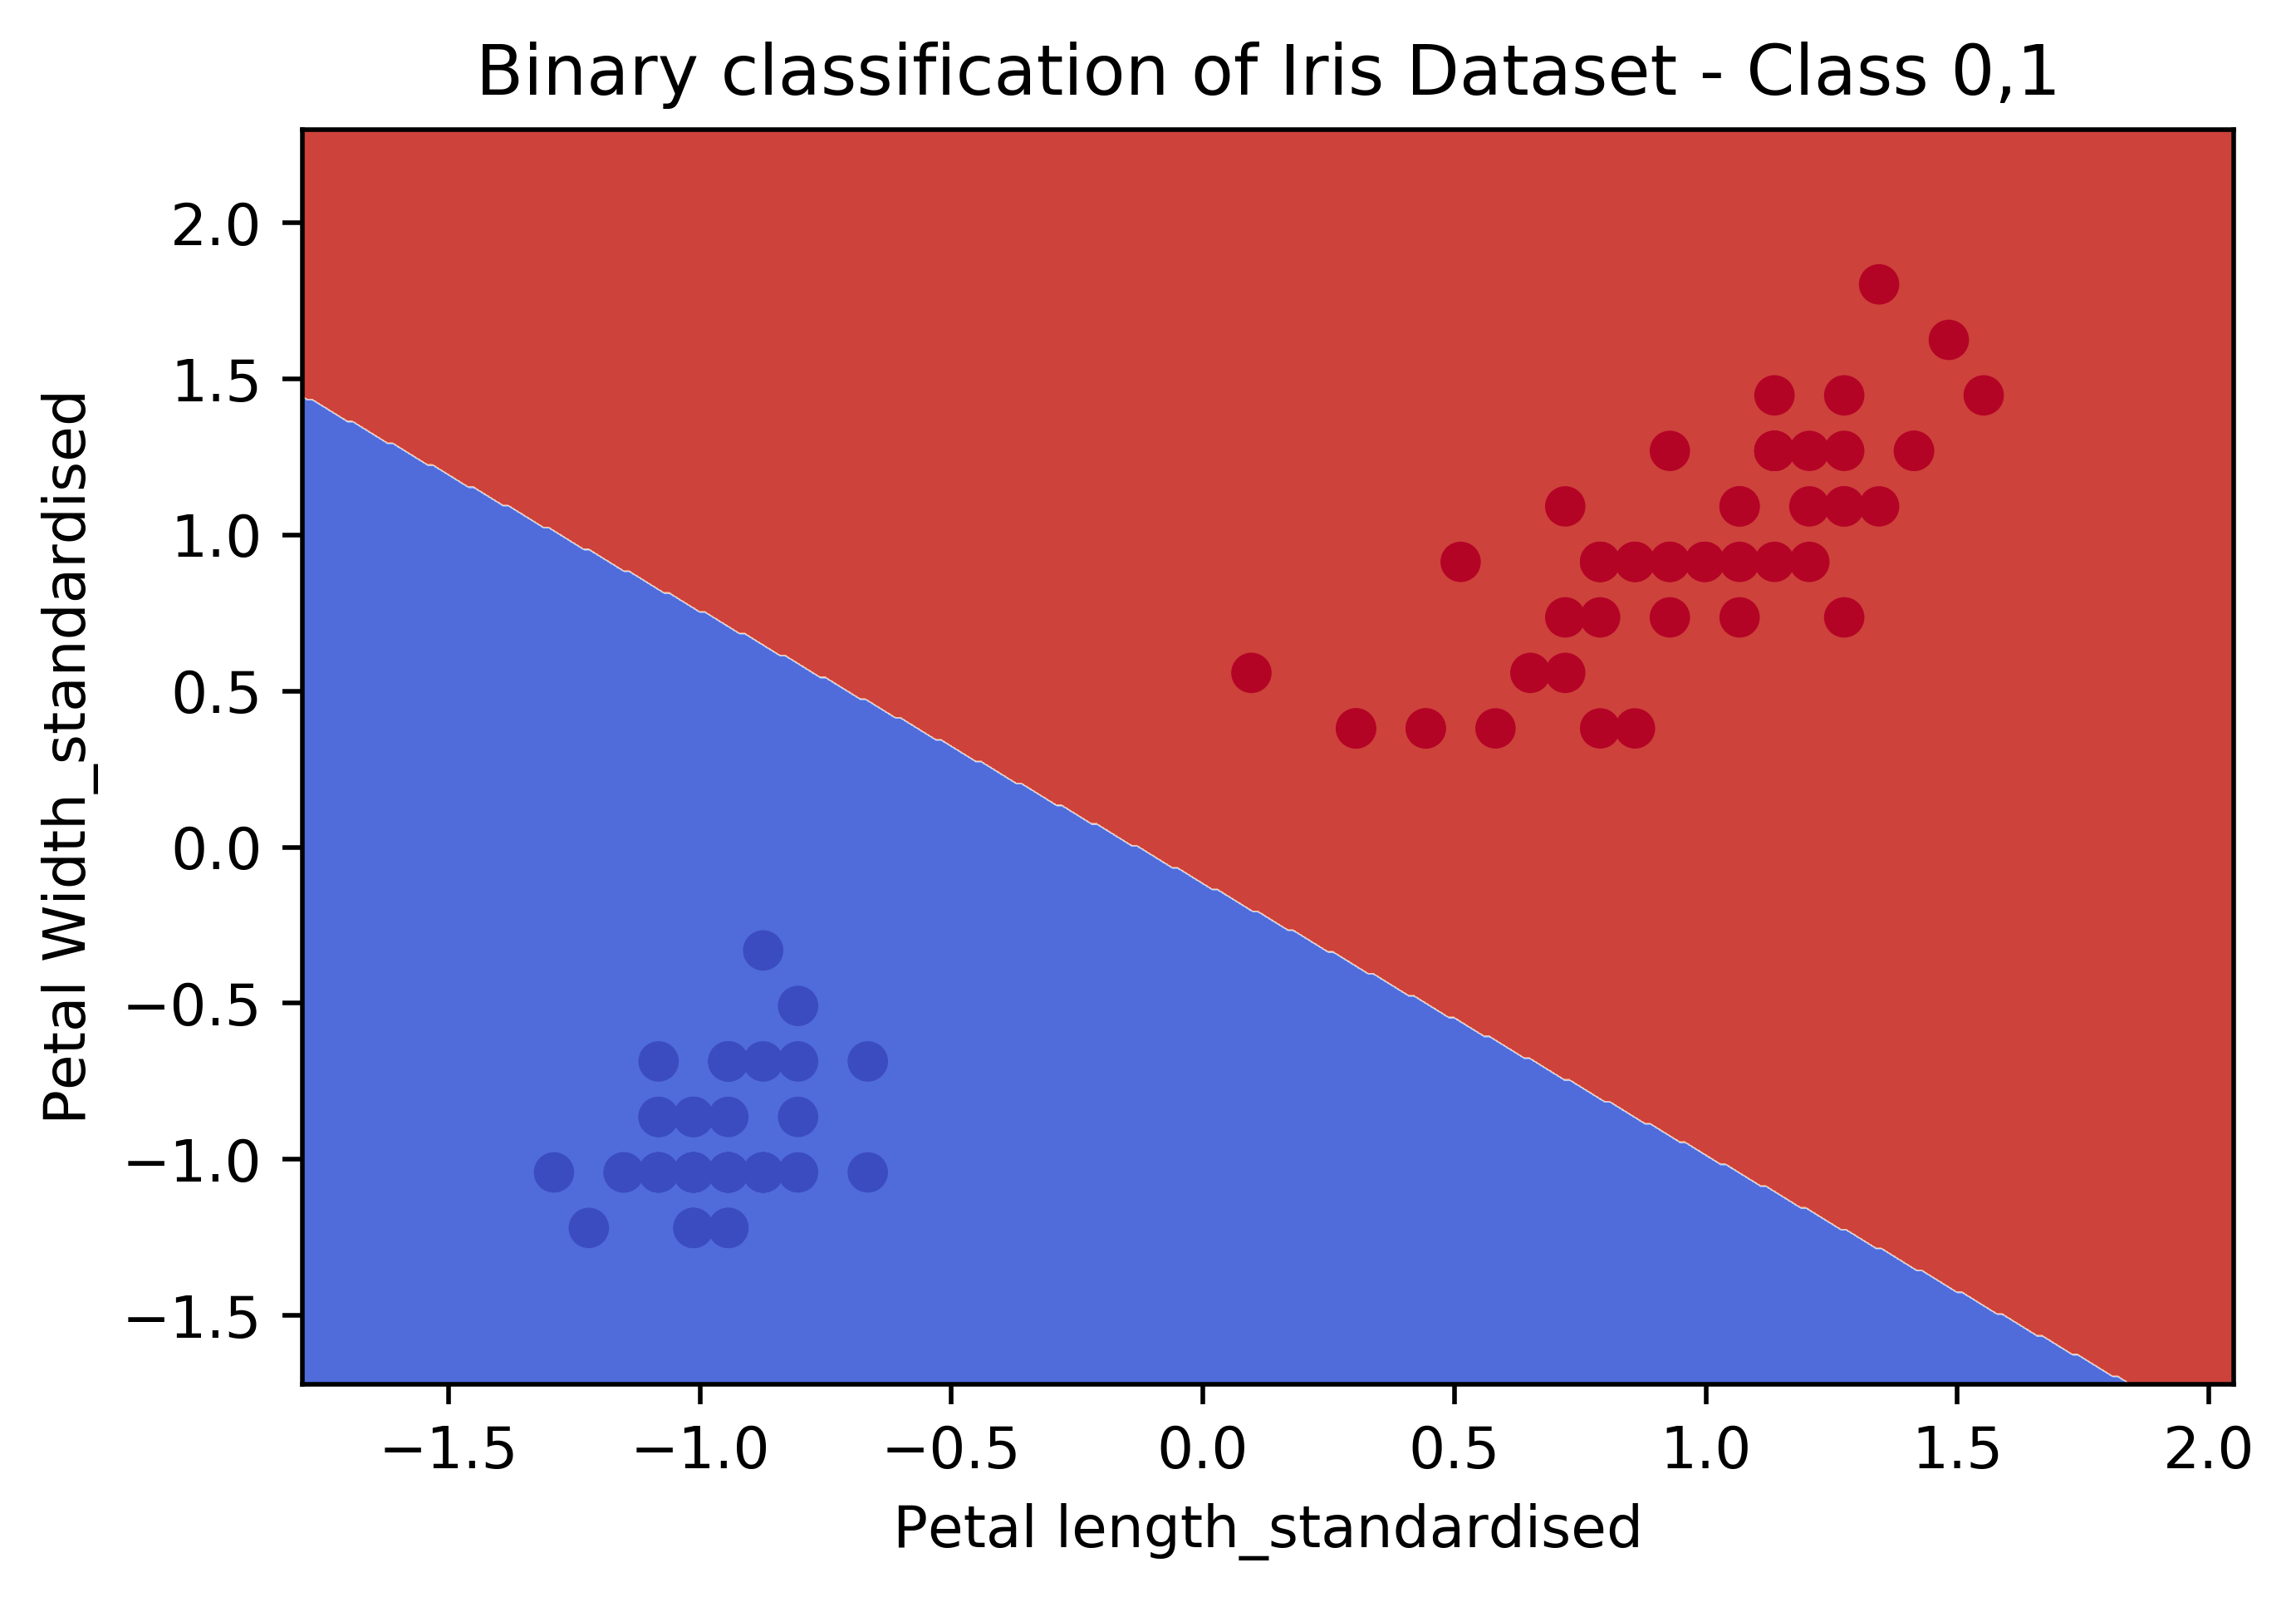 Binary classification of Iris Dataset - Class 0,1
2.0
1.5
1.0
0.5
0.0
−0.5
−1.0
−1.5
Petal Width_standardised
−1.5 −1.0 −0.5 0.0 0.5 1.0 1.5 2.0
Petal length_standardised